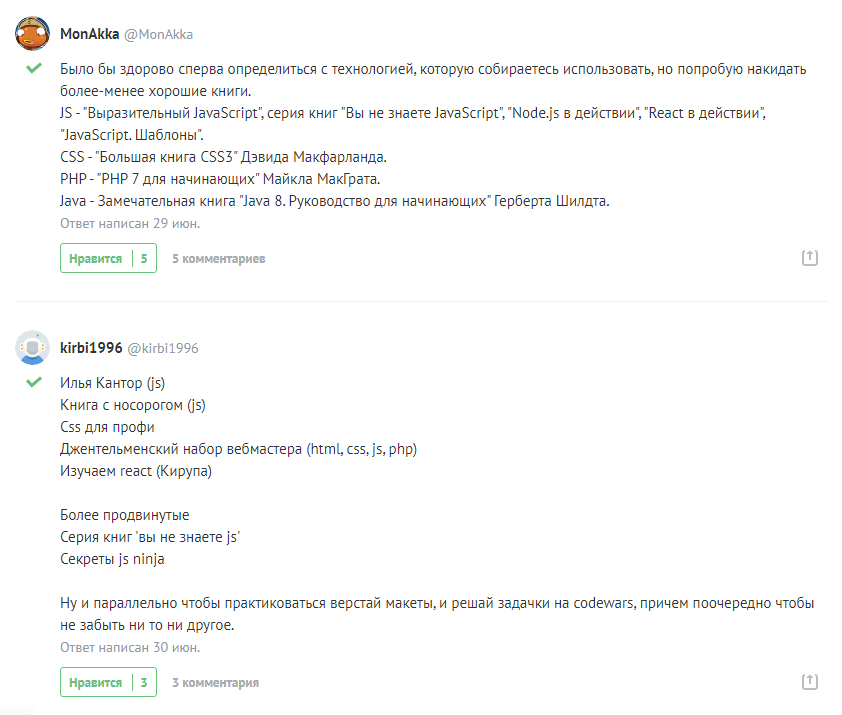 MonAkka @MonAkka
Было бы здорово сперва определиться с технологией, которую собираетесь использовать, но попробую накидать
более-менее хорошие книги.
JS - "Выразительный JavaScript", серия книг "Вы не знаете JavaScript", "Node.js в действии", "React в действии",
"JavaScript. Шаблоны".
CSS - "Большая книга CSS3" Дэвида Макфарланда.
PHP - "PHP 7 для начинающих" Майкла МакГрата.
Java - Замечательная книга "Java 8. Руководство для начинающих" Герберта Шилдта.
Ответ написан 29 июн.
Нравится 5 5 комментариев
kirbi1996 @kirbi1996
Илья Кантор (js)
Книга с носорогом (js)
Css для профи
Джентельменский набор вебмастера (html, css, js, php)
Изучаем react (Кирупа)
Более продвинутые
Серия книг 'вы не знаете js'
Секреты js ninja
Ну и параллельно чтобы практиковаться верстай макеты, и решай задачки на codewars, причем поочередно чтобы
не забыть ни то ни другое.
Ответ написан 30 июн.
Нравится 3 3 комментария